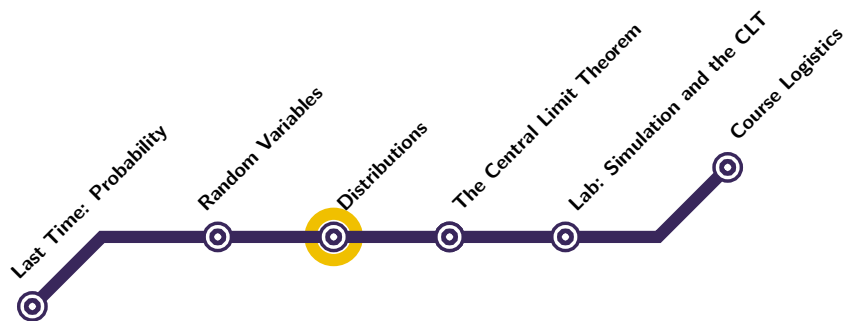 Last Time: Probability
Random Variables
Distributions
The Central Limit Theorem
Lab: Simulation and the CLT
Course Logistics